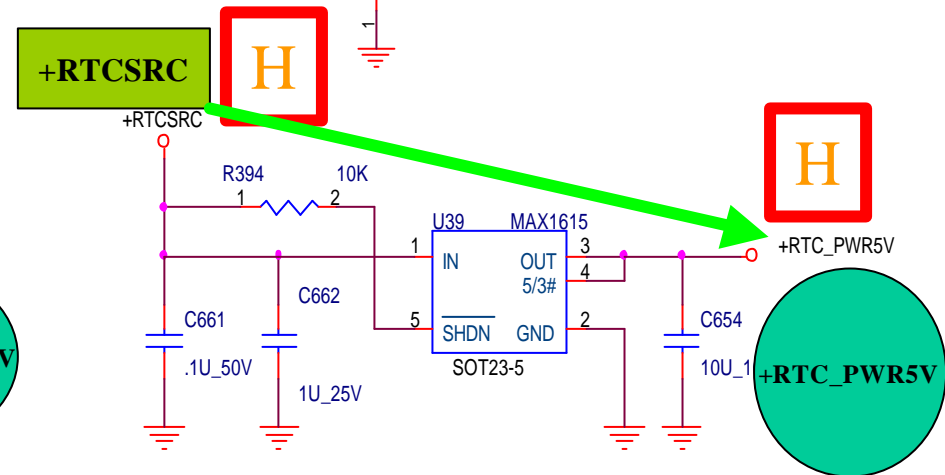 1
+RTCSRC
H
+RTCSRC
H
R394
10K
1
2
U39
MAX1615
+RTC_PWR5V
1
IN
OUT
3
5/3#
4
C662
C661
5
SHDN
GND
2
C654
.1U_50V
SOT23-5
10U_1
+RTC_PWR5V
1U_25V
V